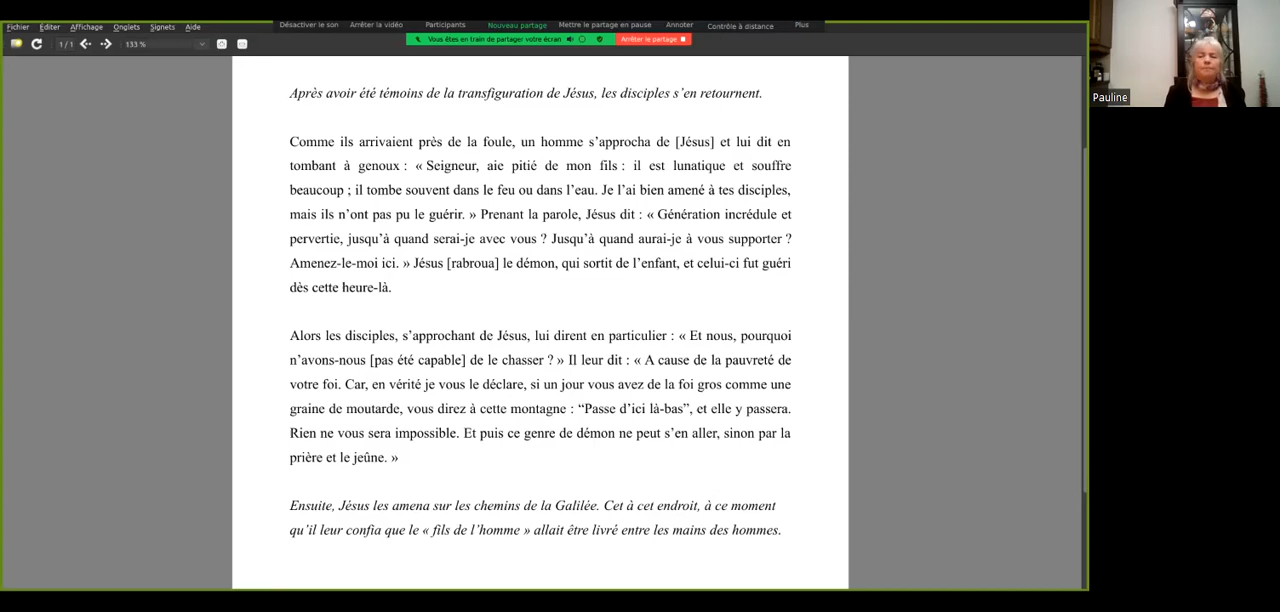 Fichier Éditer Affichage Onglets Signets Aide
Désactiver le son Arrêter la vidéo Participants Nouveau partage Mettre le partage en pause Annoter Contrôle à distance Plus
Vous êtes en train de partager votre écran Arrêter le partage
1/1 133 %
Après avoir été témoins de la transfiguration de Jésus, les disciples s’en retournent.
Comme ils arrivaient près de la foule, un homme s’approcha de [Jésus] et lui dit en
tombant à genoux : « Seigneur, aie pitié de mon fils : il est lunatique et souffre
beaucoup ; il tombe souvent dans le feu ou dans l’eau. Je l’ai bien amené à tes disciples,
mais ils n’ont pas pu le guérir. » Prenant la parole, Jésus dit : « Génération incrédule et
pervertie, jusqu’à quand serai-je avec vous ? Jusqu’à quand aurai-je à vous supporter ?
Amenez-le-moi ici. » Jésus [rabroua] le démon, qui sortit de l’enfant, et celui-ci fut guéri
dès cette heure-là.
Alors les disciples, s’approchant de Jésus, lui dirent en particulier : « Et nous, pourquoi
n’avons-nous [pas été capable] de le chasser ? » Il leur dit : « A cause de la pauvreté de
votre foi. Car, en vérité je vous le déclare, si un jour vous avez de la foi gros comme une
graine de moutarde, vous direz à cette montagne : “Passe d’ici là-bas”, et elle y passera.
Rien ne vous sera impossible. Et puis ce genre de démon ne peut s’en aller, sinon par la
prière et le jeûne. »
Ensuite, Jésus les amena sur les chemins de la Galilée. Cet à cet endroit, à ce moment
qu’il leur confia que le « fils de l’homme » allait être livré entre les mains des hommes.
Pauline